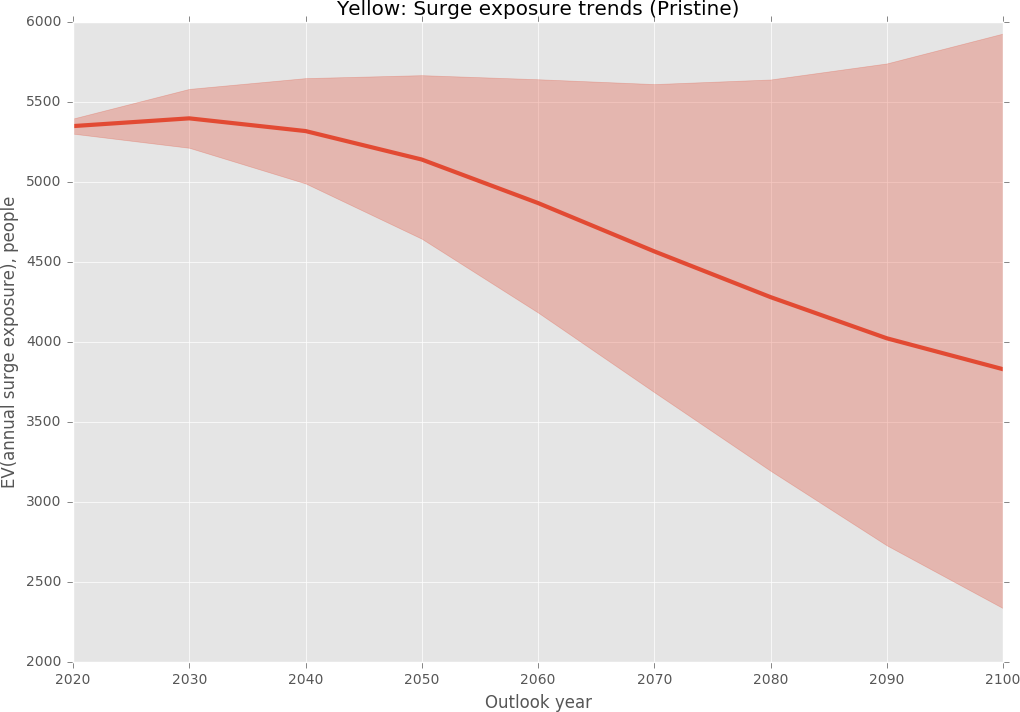 Yellow: Surge exposure trends (Pristine)
6000
5500
5000
4500
4000
3500
3000
2500
2000
EV(annual surge exposure), people
2020 2030 2040 2050 2060 2070 2080 2090 2100
Outlook year